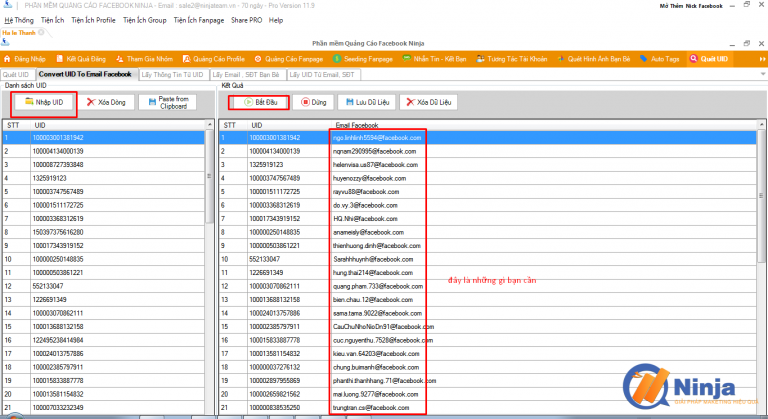 PHẦN MỀM QUẢNG CÁO FACEBOOK NINJA - Email : sale2@ninjateam.vn - 70 ngày - Pro Version 11.9
Mở Thêm Nick Facebook
Hệ Thống Tiện Ích Tiện Ích Profile Tiện Ích Group Tiện Ích Fanpage Share PRO Help
Ha Io Thanh
Phần mềm Quảng Cáo Facebook Ninja
Đăng Nhập Kết Quả Đăng Tham Gia Nhóm Quảng Cáo Profile Quảng Cáo Fanpage Seeding Fanpage Nhắn Tin - Kết Bạn Tương Tác Tài Khoản Quét Hình Ảnh Bạn Bè Auto Tags Quét UID
Quét UID Convert UID To Email Facebook Lấy Thông Tin Từ UID Lấy Email , SĐT Bạn Bè Lấy UID Từ Email, SĐT
Danh sách UID Kết Quả
Nhập UID Xóa Dòng Paste from Clipboard Bắt Đầu Dừng Lưu Dữ Liệu Xóa Dữ Liệu
STT UID STT UID Email Facebook
1 100003001381942 1 100003001381942 ngo.linhlinh5594@facebook.com
2 100004134000139 2 100004134000139 nqnam290995@facebook.com
3 100008727393848 3 1325919123 helenvisa.us87@facebook.com
4 1325919123 4 100003747567489 huyenozzy@facebook.com
5 100003747567489 5 100001511172725 rayvu88@facebook.com
6 100001511172725 6 100003368312619 do.vy.3@facebook.com
7 100003368312619 7 100017343919152 HQ.Nhi@facebook.com
8 150397375616280 8 100000250148835 anameisly@facebook.com
9 100017343919152 9 100000503861221 thienhuong.dinh@facebook.com
10 100000250148835 10 552133047 Sarahhhuynh@facebook.com
11 100000503861221 11 1226691349 hung.thai214@facebook.com
12 552133047 12 100003070862111 quang.pham.733@facebook.com
13 1226691349 13 100013688132158 bien.chau.12@facebook.com
14 100003070862111 14 100024013757886 sama.tama.9022@facebook.com
15 100013688132158 15 100002385797911 CauChuNhoNioDn91@facebook.com
16 122495238414984 16 100015833887778 cuc.nguyenthu.7528@facebook.com
17 100024013757886 17 100013581154832 kieu.van.64203@facebook.com
18 100002385797911 18 100000037276132 chung.buimanh@facebook.com
19 100015833887778 19 100002897955869 phanthi.thanhhang.71@facebook.com
20 100013581154832 20 100002659821562 mai.luong.9277@facebook.com
21 100007033232349 21 100000838535250 trungtran.cs@facebook.com
đây là những gì bạn cần
Ninja
GIẢI PHÁP MARKETING HIỆU QUẢ